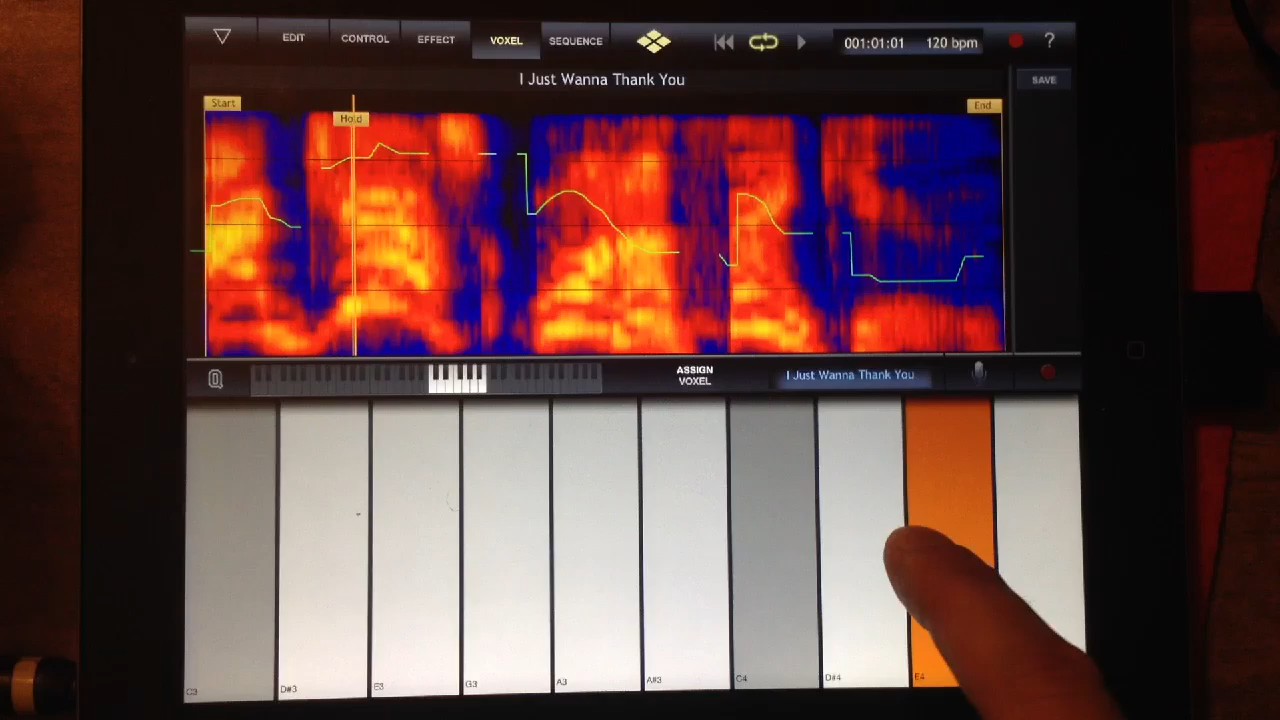 EDIT CONTROL EFFECT VOXEL SEQUENCE 001:01:01 120 bpm ?
I Just Wanna Thank You SAVE
Start Hold End
ASSIGN VOXEL I Just Wanna Thank You
C3 D#3 E3 G3 A3 A#3 C4 D#4 E4